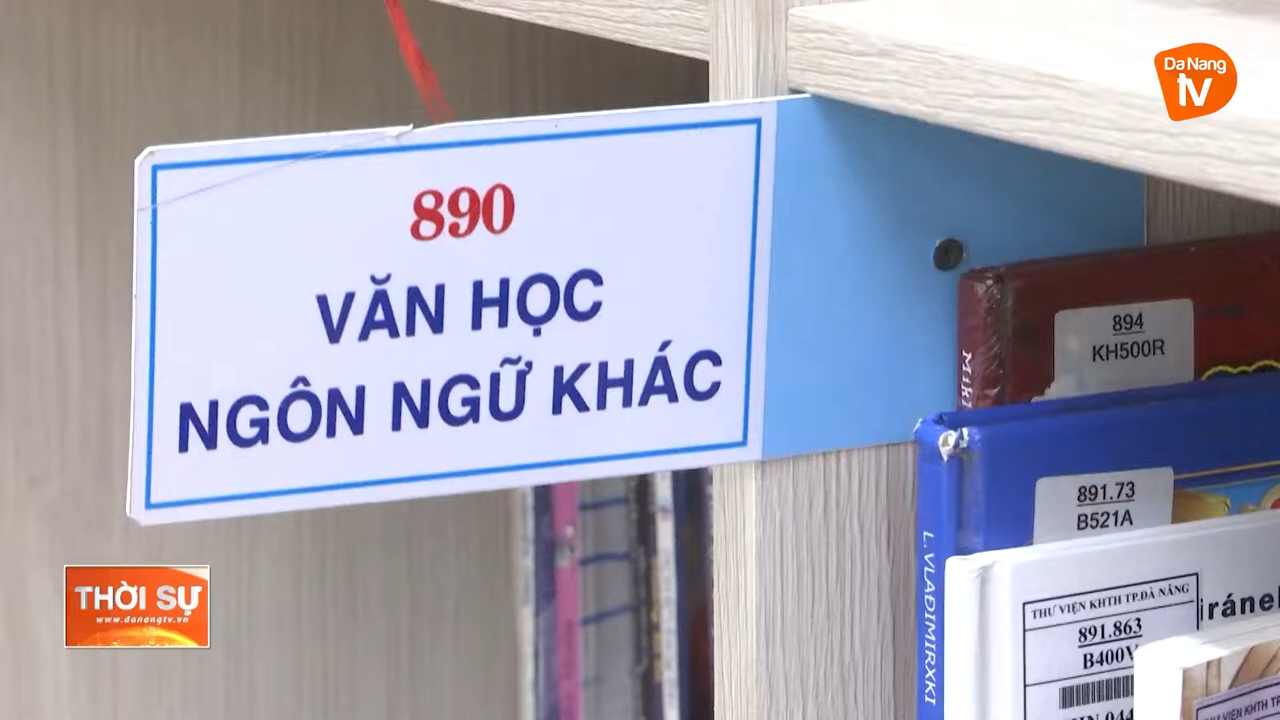 Da Nang
tv
890
VĂN HỌC
NGÔN NGỮ KHÁC
894
KH500R
891.73
B521A
L.VLADIMIRXKI
THƯ VIỆN KHTH TP.ĐÀ NẴNG
891.863
B400V
THỜI SỰ
www.danangtv.vn